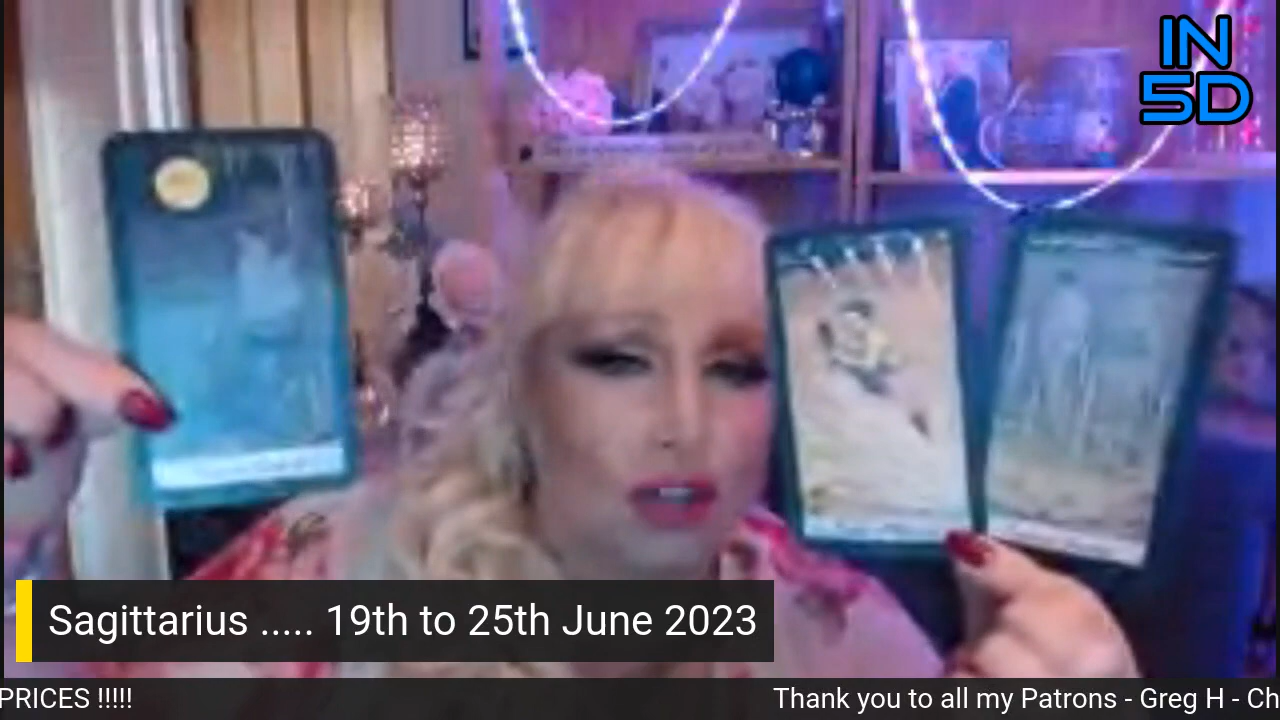 IN
5D
Sagittarius ..... 19th to 25th June 2023
PRICES !!!!!
Thank you to all my Patrons - Greg H - Ch